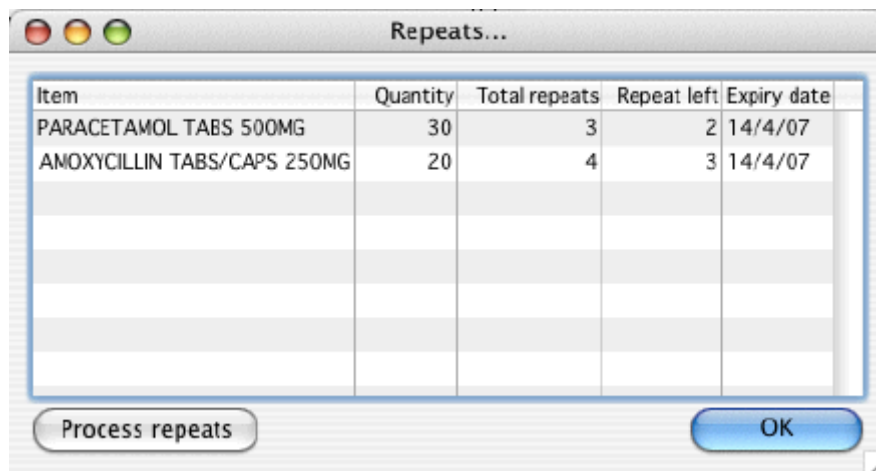 Repeats...
Item Quantity Total repeats Repeat left Expiry date
PARACETAMOL TABS 500MG 30 3 2 14/4/07
AMOXYCILLIN TABS/CAPS 250MG 20 4 3 14/4/07
Process repeats OK